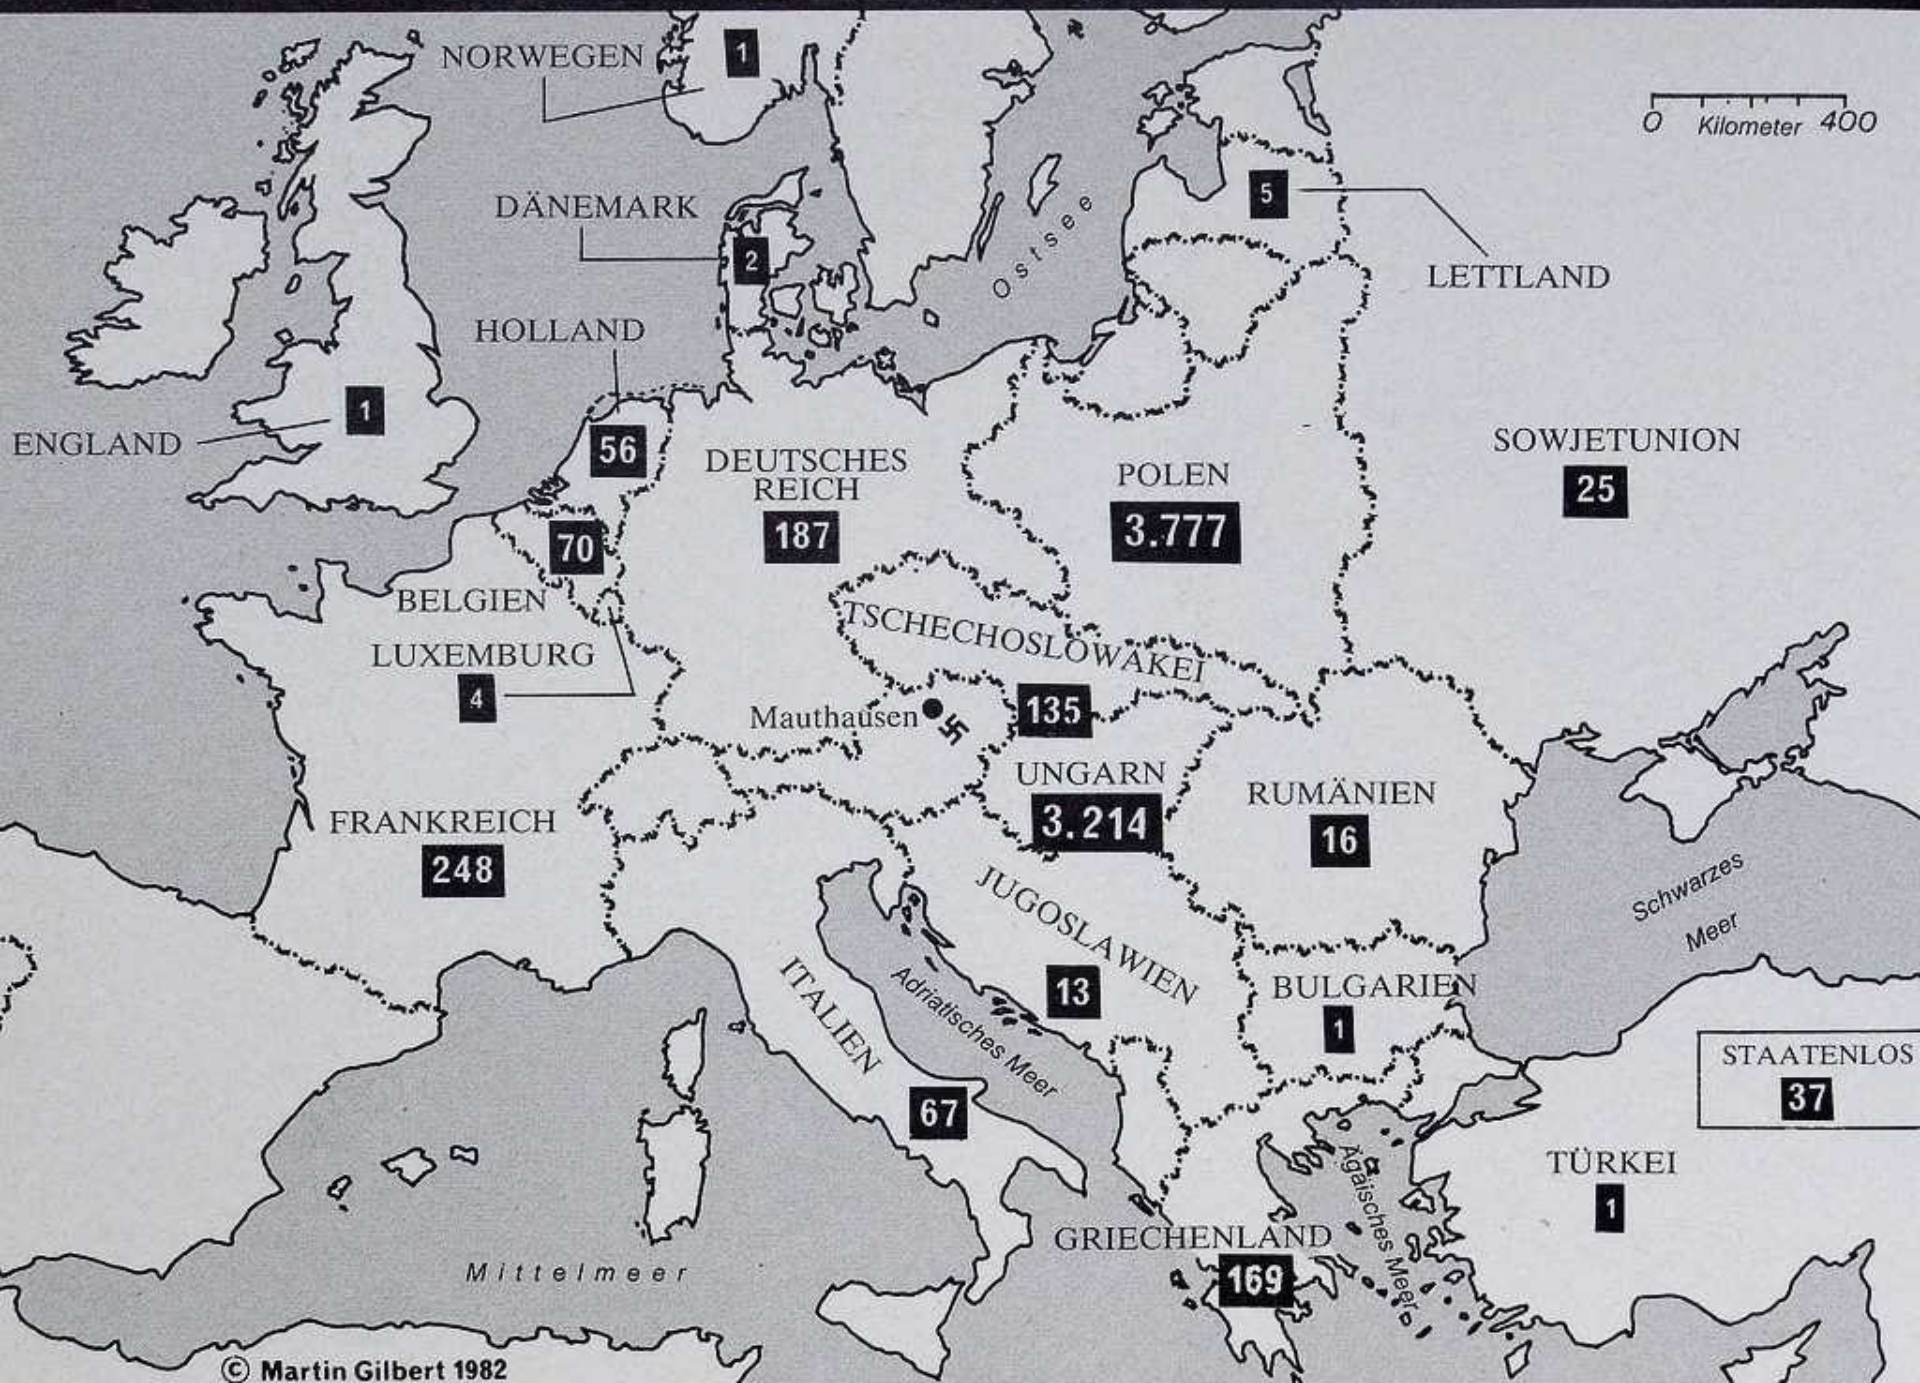 NORWEGEN
1
0 Kilometer 400
DÄNEMARK
2
5
LETTLAND
Ostsee
HOLLAND
56
ENGLAND
1
DEUTSCHES
REICH
187
POLEN
3.777
SOWJETUNION
25
70
BELGIEN
LUXEMBURG
4
TSCHECHOSLOWAKEI
135
Mauthausen
UNGARN
3.214
RUMÄNIEN
16
FRANKREICH
248
JUGOSLAWIEN
13
Schwarzes
Meer
ITALIEN
67
Adriatisches Meer
BULGARIEN
1
STAATENLOS
37
TÜRKEI
1
Ägäisches Meer
GRIECHENLAND
169
Mittelmeer
© Martin Gilbert 1982